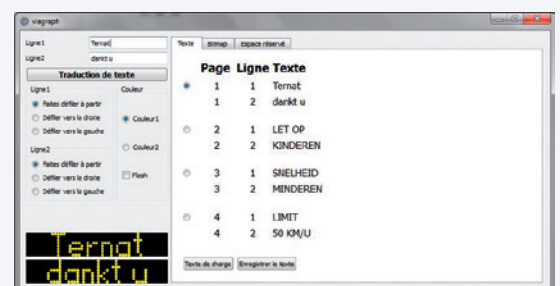 viagraph
Ligne1 Ternat
Ligne2 dankt u
Traduction de texte
Ligne1
Faites défiler à partir
Défiler vers la droite
Défiler vers la gauche
Ligne2
Faites défiler à partir
Défiler vers la droite
Défiler vers la gauche
Couleur
Couleur1
Couleur2
Flash
Ternat
dankt u
Texte Bitmap Espace réservé
Page Ligne Texte
1 1 Ternat
1 2 dankt u
2 1 LET OP
2 2 KINDEREN
3 1 SNELHEID
3 2 MINDEREN
4 1 LIMIT
4 2 50 KM/U
Texte de charge Enregistrer le texte